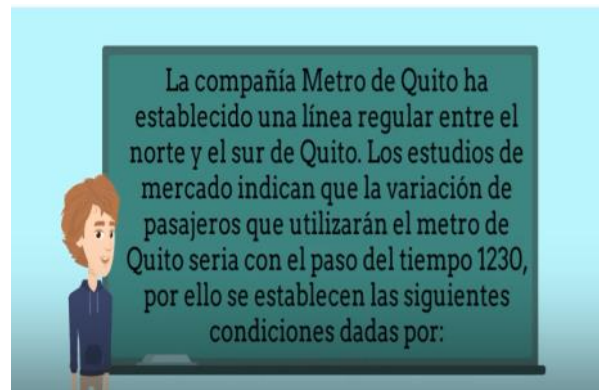 La compañía Metro de Quito ha
establecido una línea regular entre el
norte y el sur de Quito. Los estudios de
mercado indican que la variación de
pasajeros que utilizarán el metro de
Quito seria con el paso del tiempo 1230,
por ello se establecen las siguientes
condiciones dadas por: